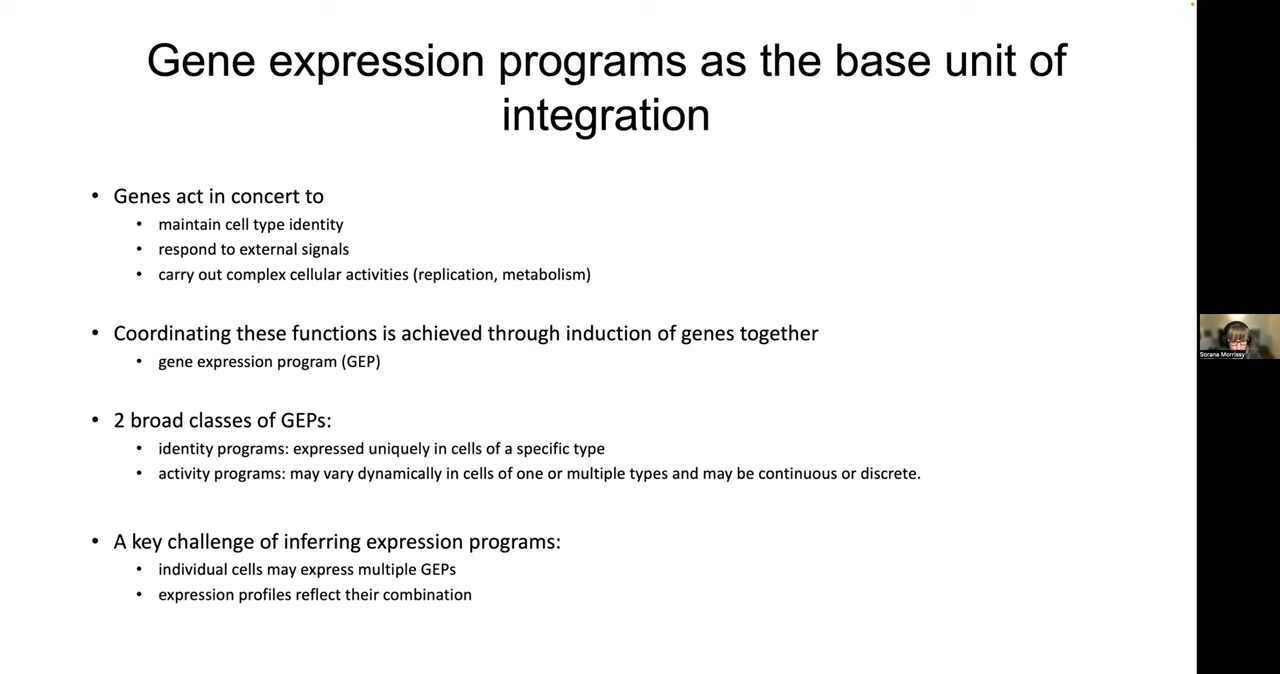 Gene expression programs as the base unit of
integration
• Genes act in concert to
• maintain cell type identity
• respond to external signals
• carry out complex cellular activities (replication, metabolism)
• Coordinating these functions is achieved through induction of genes together
• gene expression program (GEP)
• 2 broad classes of GEPs:
• identity programs: expressed uniquely in cells of a specific type
• activity programs: may vary dynamically in cells of one or multiple types and may be continuous or discrete.
• A key challenge of inferring expression programs:
• individual cells may express multiple GEPs
• expression profiles reflect their combination
Sorana Morrissy